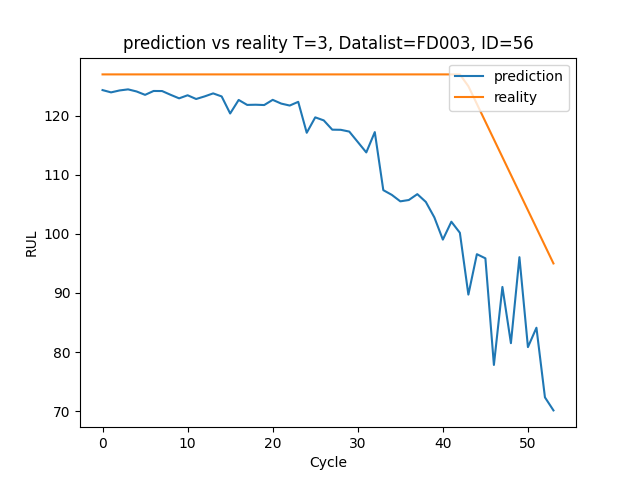 prediction vs reality T=3, Datalist=FD003, ID=56
prediction
reality
RUL
120
110
100
90
80
70
0 10 20 30 40 50
Cycle